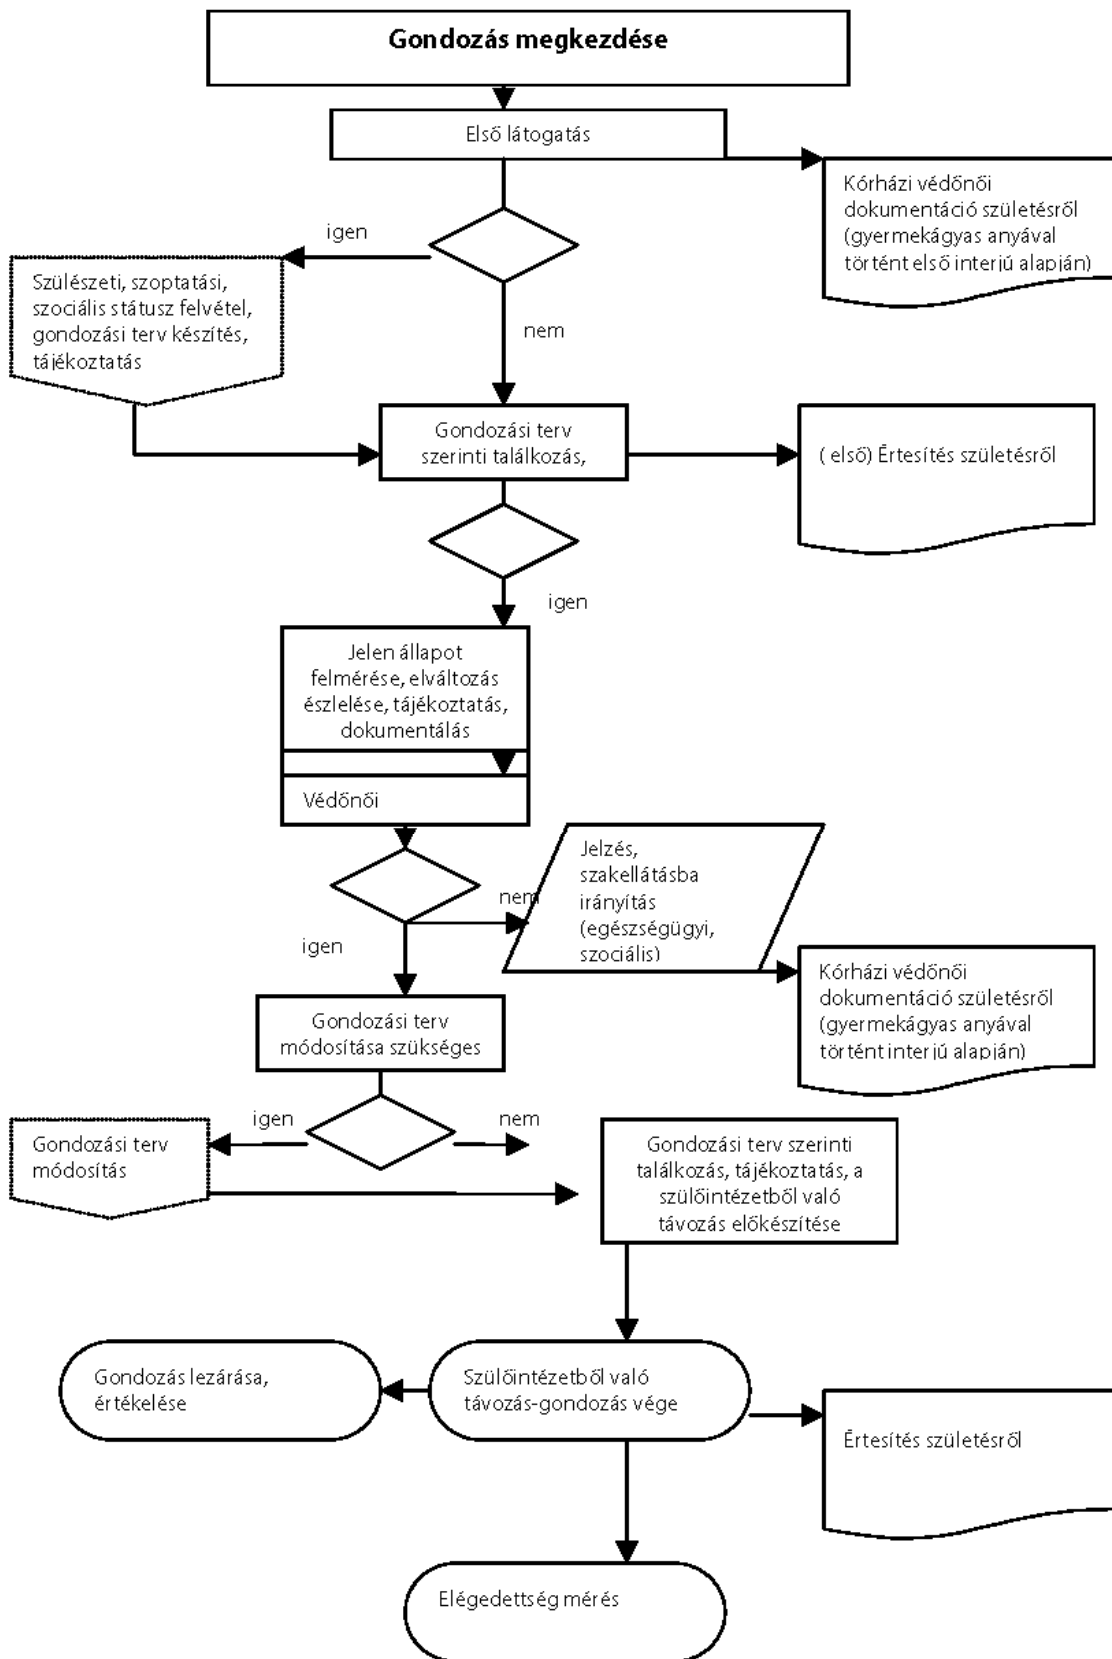 Gondozás megkezdése
Első látogatás
Kórházi védőnői
dokumentáció születésről
(gyermekágyas anyával
történt első interjú alapján)
igen
Szülészeti, szoptatási,
szociális státusz felvétel,
gondozási terv készítés,
tájékoztatás
nem
Gondozási terv
szerinti találkozás,
( első) Értesítés születésről
igen
Jelen állapot
felmérése, elváltozás
észlelése, tájékoztatás,
dokumentálás
Védőnői
Jelzés,
szakellátásba
irányítás
(egészségügyi,
szociális)
nem
igen
Kórházi védőnői
dokumentáció születésről
(gyermekágyas anyával
történt interjú alapján)
Gondozási terv
módosítása szükséges
igen
nem
Gondozási terv
módosítás
Gondozási terv szerinti
találkozás, tájékoztatás, a
szülőintézetből való
távozás előkészítése
Gondozás lezárása,
értékelése
Szülőintézetből való
távozás-gondozás vége
Értesítés születésről
Elégedettség mérés